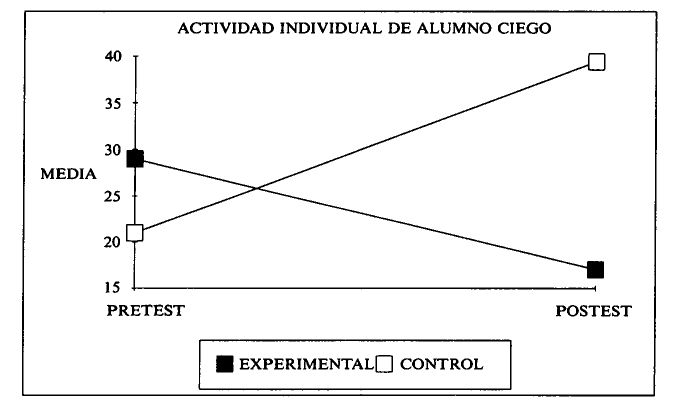 ACTIVIDAD INDIVIDUAL DE ALUMNO CIEGO
40
35
30
MEDIA
25
20
15
PRETEST POSTEST
EXPERIMENTAL CONTROL